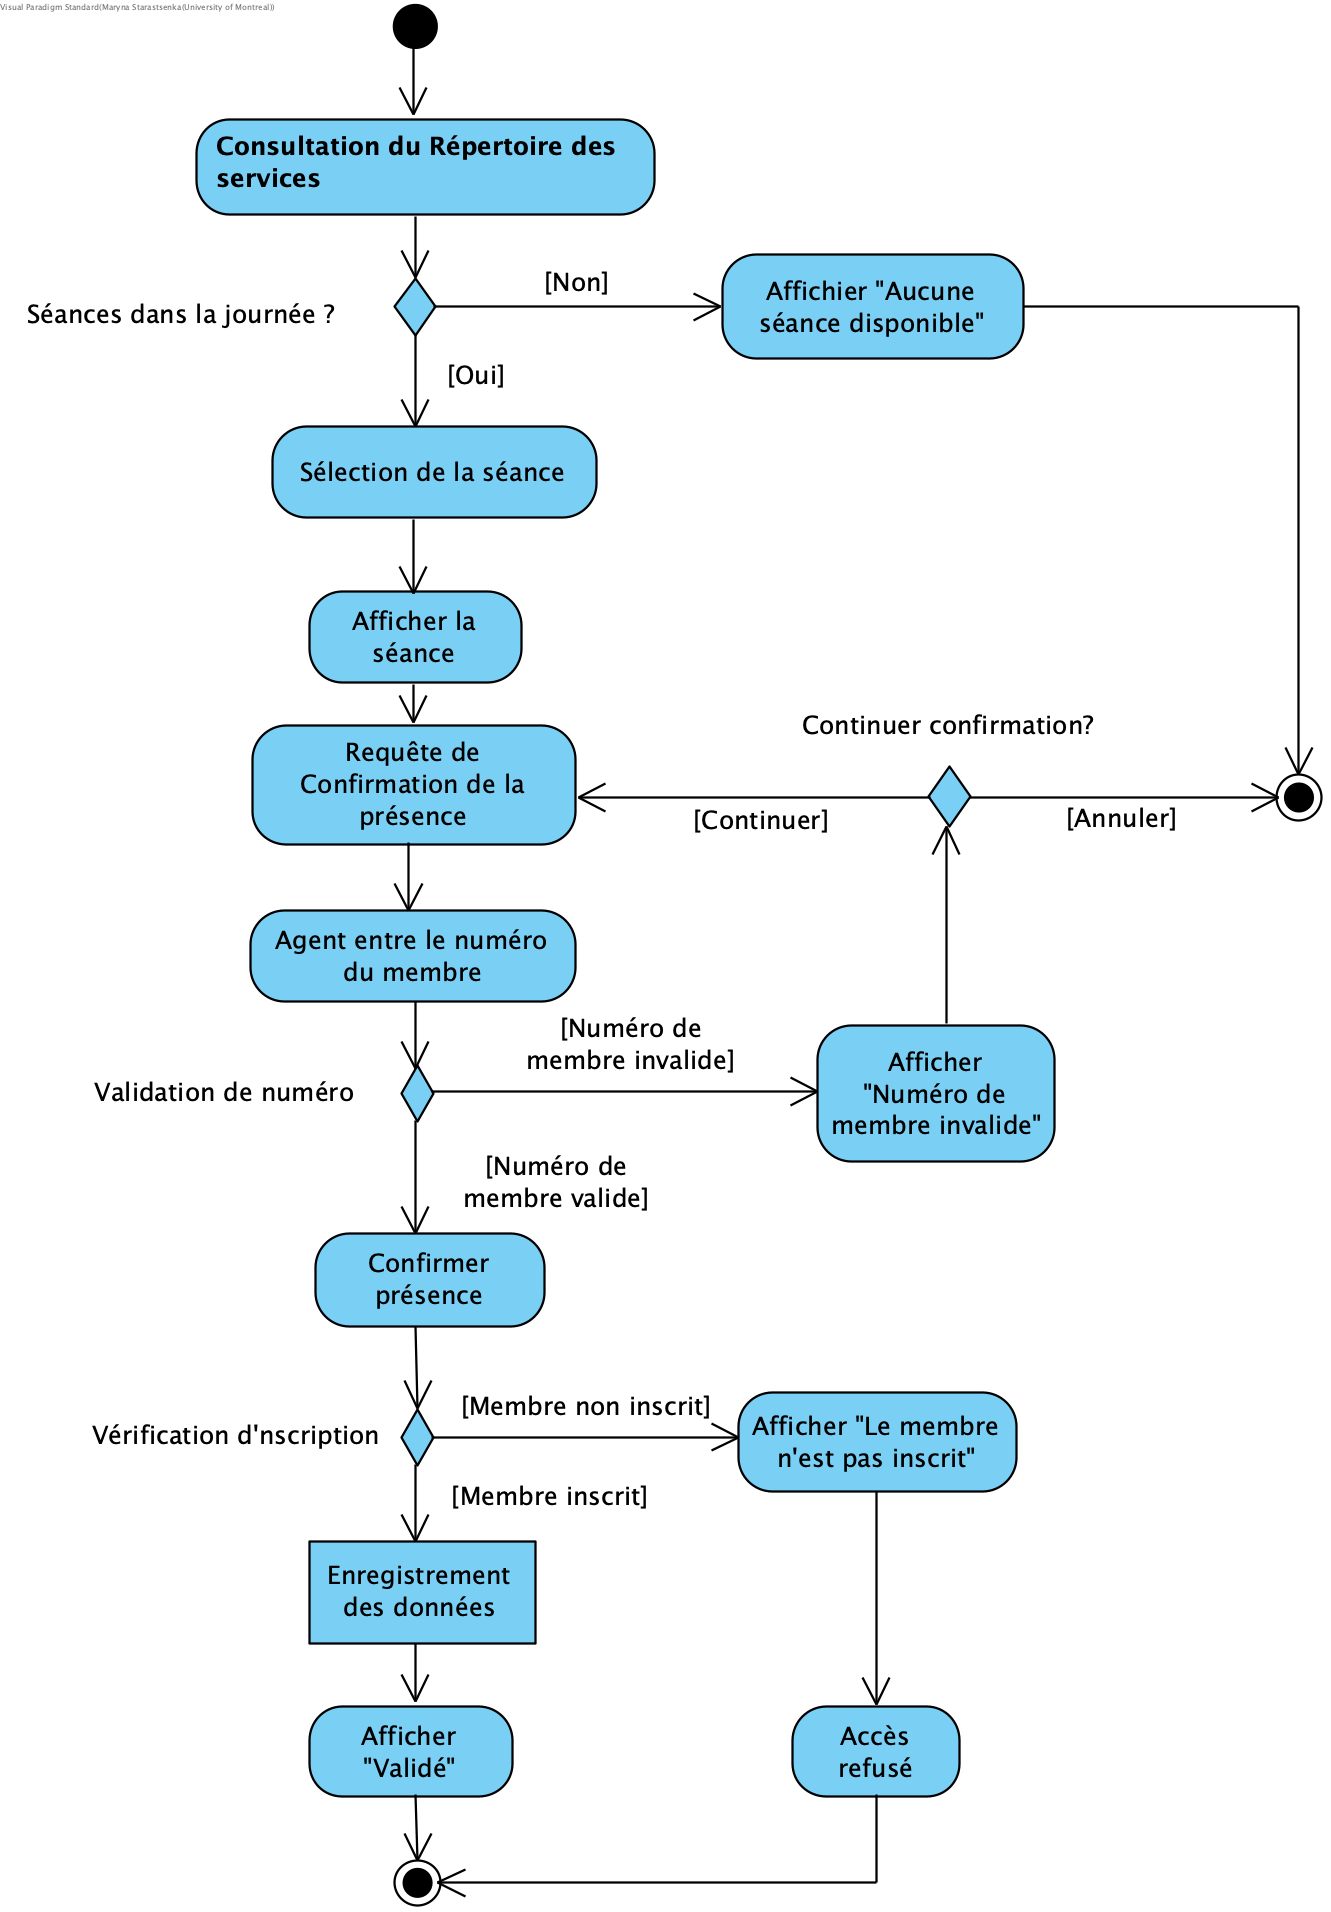 Visual Paradigm Standard(Maryna Starastsenka(University of Montreal))
Consultation du Répertoire des
services
[Non]
Affichier "Aucune
séance disponible"
Séances dans la journée ?
[Oui]
Sélection de la séance
Afficher la
séance
Continuer confirmation?
Requête de
Confirmation de la
présence
[Continuer]
[Annuler]
Agent entre le numéro
du membre
[Numéro de
membre invalide]
Afficher
"Numéro de
membre invalide"
Validation de numéro
[Numéro de
membre valide]
Confirmer
présence
[Membre non inscrit]
Afficher "Le membre
n'est pas inscrit"
Vérification d'nscription
[Membre inscrit]
Enregistrement
des données
Afficher
"Validé"
Accès
refusé